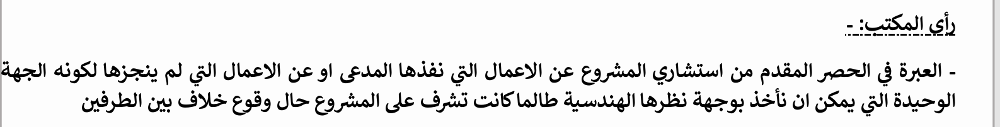 رأي المكتب: -
- العبرة في الحصر المقدم من استشاري المشروع عن الاعمال التي نفذها المدعى او عن الاعمال التي لم ينجزها لكونه الجهة
الوحيدة التي يمكن ان نأخذ بوجهة نظرها الهندسية طالما كانت تشرف على المشروع حال وقوع خلاف بين الطرفين